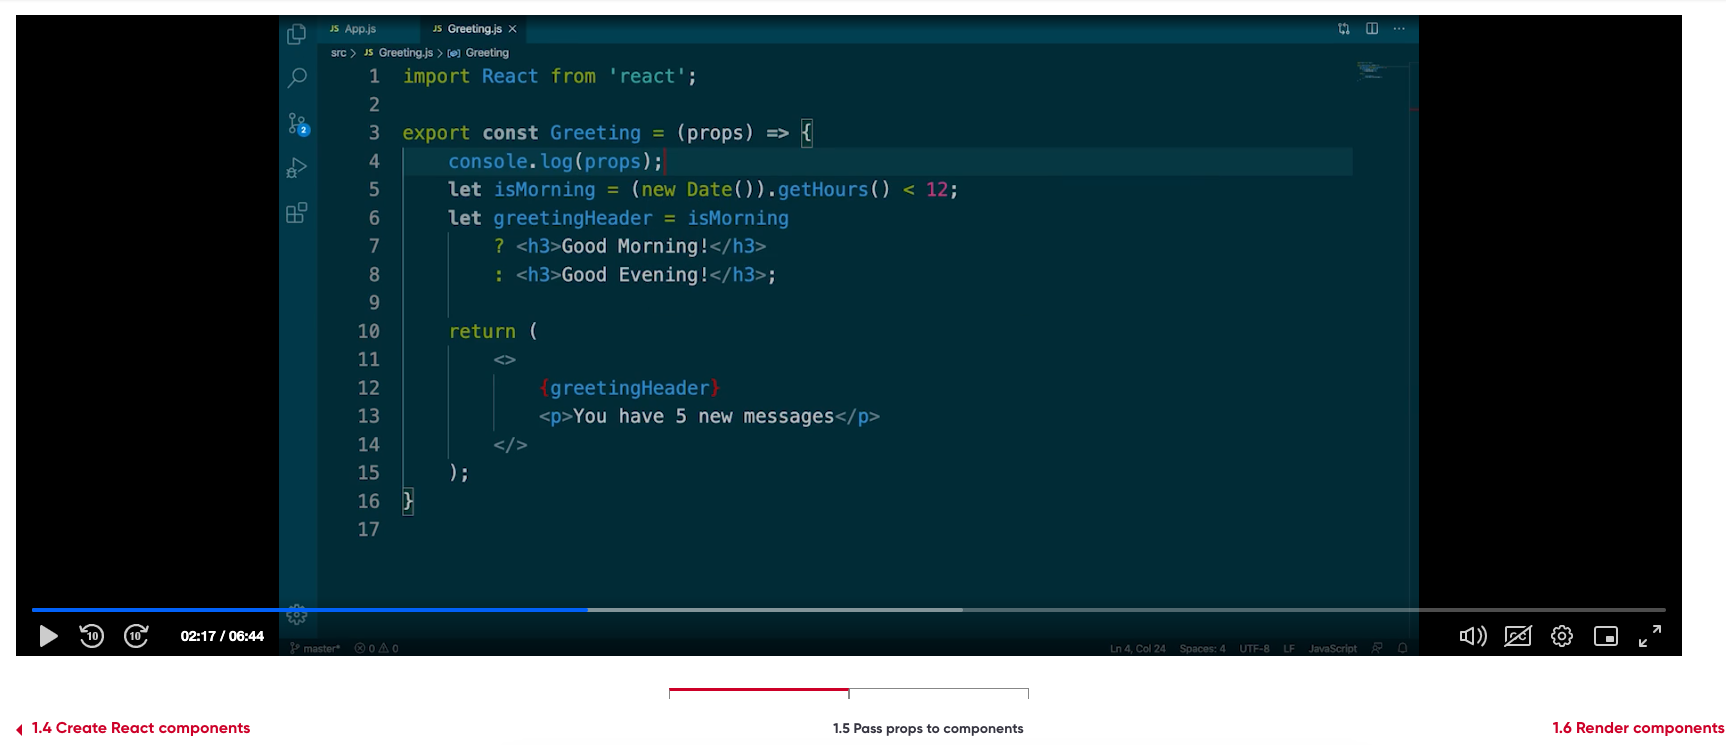 JS App.js JS Greeting.js ×
src > JS Greeting.js > Greeting
1 import React from 'react';
2
3 export const Greeting = (props) => {
4 console.log(props);
5 let isMorning = (new Date()).getHours() < 12;
6 let greetingHeader = isMorning
7 ? <h3>Good Morning!</h3>
8 : <h3>Good Evening!</h3>;
9
10 return (
11 <>
12 {greetingHeader}
13 <p>You have 5 new messages</p>
14 </>
15 );
16 }
17
2
10 10 02:17 / 06:44 CC
master* 0 0 Ln 4, Col 24 Spaces: 4 UTF-8 LF JavaScript
1.4 Create React components 1.5 Pass props to components 1.6 Render components